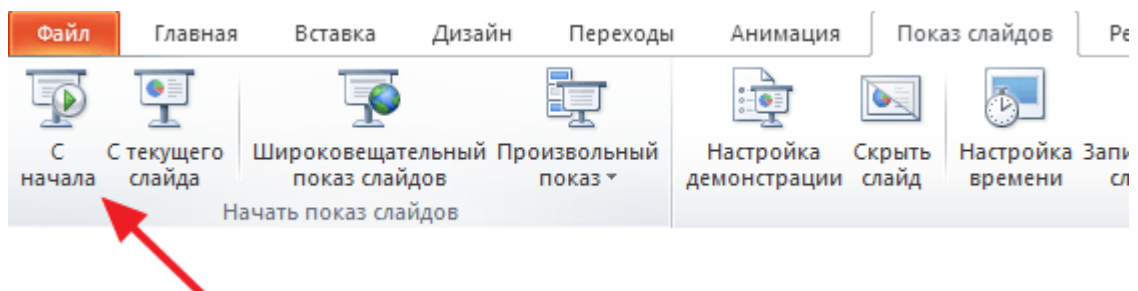 Файл Главная Вставка Дизайн Переходы Анимация Показ слайдов
С начала
С текущего слайда
Широковещательный показ слайдов
Произвольный показ
Настройка демонстрации
Скрыть слайд
Настройка времени
Начать показ слайдов